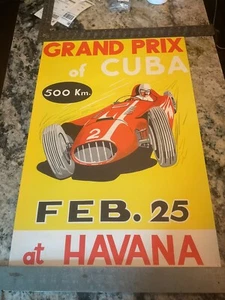 GRAND PRIX
of CUBA
500 Km.
2
FEB. 25
at HAVANA